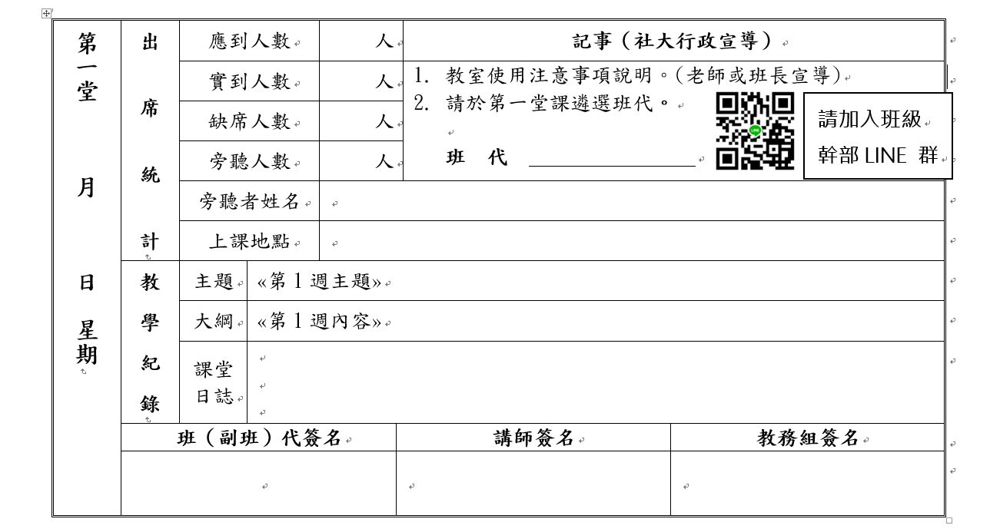 第一堂
月
日
星期
出席統計
應到人數 人
實到人數 人
缺席人數 人
旁聽人數 人
記事（社大行政宣導）
1. 教室使用注意事項說明。(老師或班長宣導)
2. 請於第一堂課遴選班代。
班 代
LINE
請加入班級
幹部 LINE 群
旁聽者姓名
上課地點
教學紀錄
主題 «第 1 週主題»
大綱 «第 1 週內容»
課堂
日誌
班（副班）代簽名 講師簽名 教務組簽名